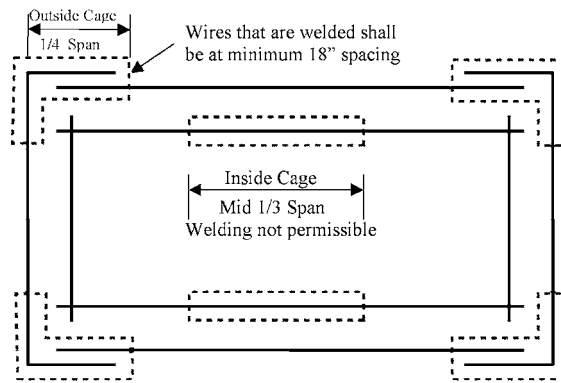 Outside Cage
1/4 Span
Wires that are welded shall
be at minimum 18” spacing
Inside Cage
Mid 1/3 Span
Welding not permissible